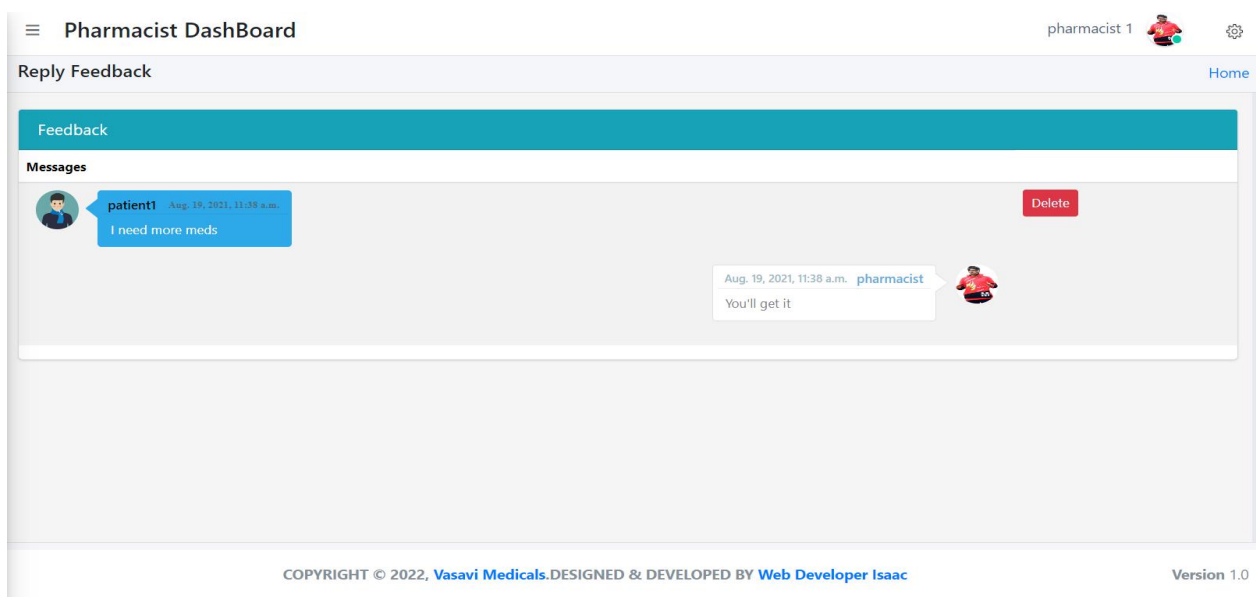 Pharmacist DashBoard
pharmacist 1
Reply Feedback
Home
Feedback
Messages
patient1 Aug. 19, 2021, 11:38 a.m.
Delete
I need more meds
Aug. 19, 2021, 11:38 a.m. pharmacist
You'll get it
COPYRIGHT © 2022, Vasavi Medicals.DESIGNED & DEVELOPED BY Web Developer Isaac
Version 1.0